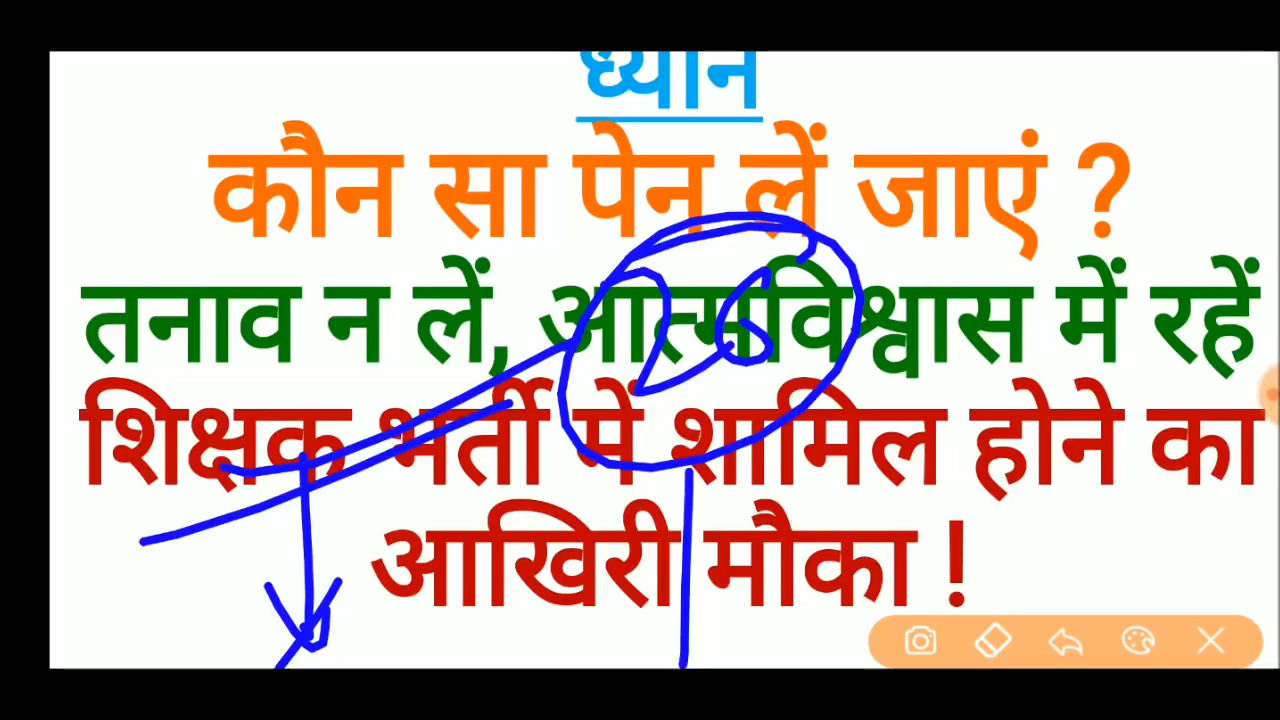 ध्यान
कौन सा पेन लें जाएं ?
तनाव न लें, आत्मविश्वास में रहें
शिक्षक भर्ती में शामिल होने का
आखिरी मौका !